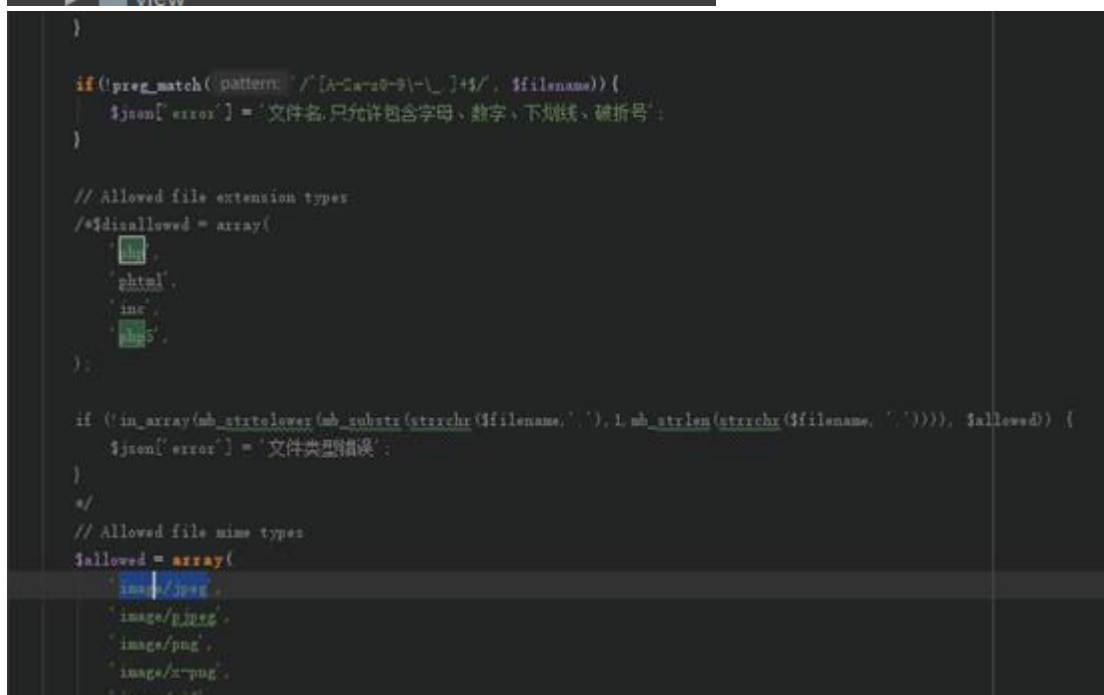 view
}
if(!preg_match( pattern: '/^[A-Za-z0-9\-\_ ]+$/', $filename)){
$json['error'] = '文件名,只允许包含字母、数字、下划线、破折号';
}
// Allowed file extension types
/*$disallowed = array(
'php',
'phtml',
'inc',
'php5',
);
if (!in_array(mb_strtolower(mb_substr(strrchr($filename,'.'),1,mb_strlen(strrchr($filename, '.')))), $allowed)) {
$json['error'] = '文件类型错误';
}
*/
// Allowed file mime types
$allowed = array(
'image/jpeg',
'image/pjpeg',
'image/png',
'image/x-png',